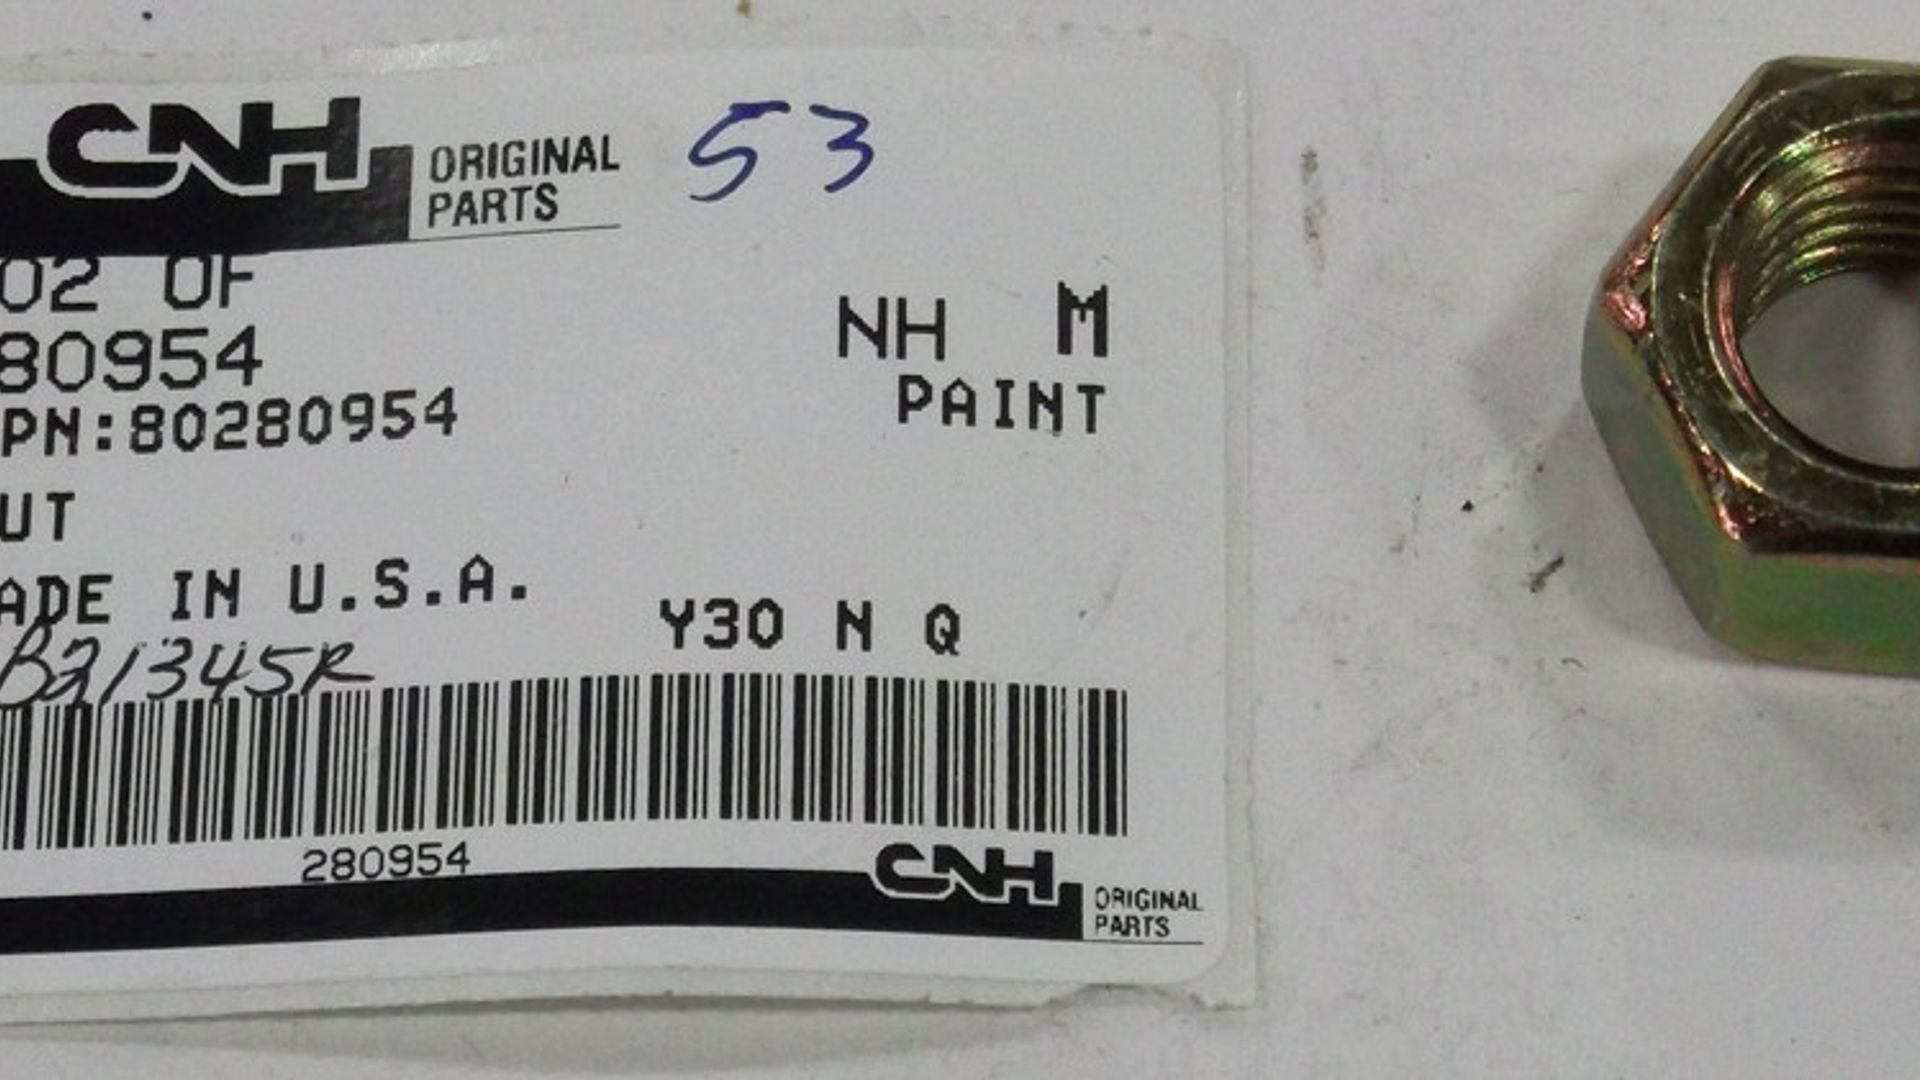 CNH ORIGINAL PARTS 53
02 OF
80954 NH M
PN:80280954 PAINT
UT
ADE IN U.S.A.
Y30 N Q
B21345R
280954
CNH ORIGINAL PARTS